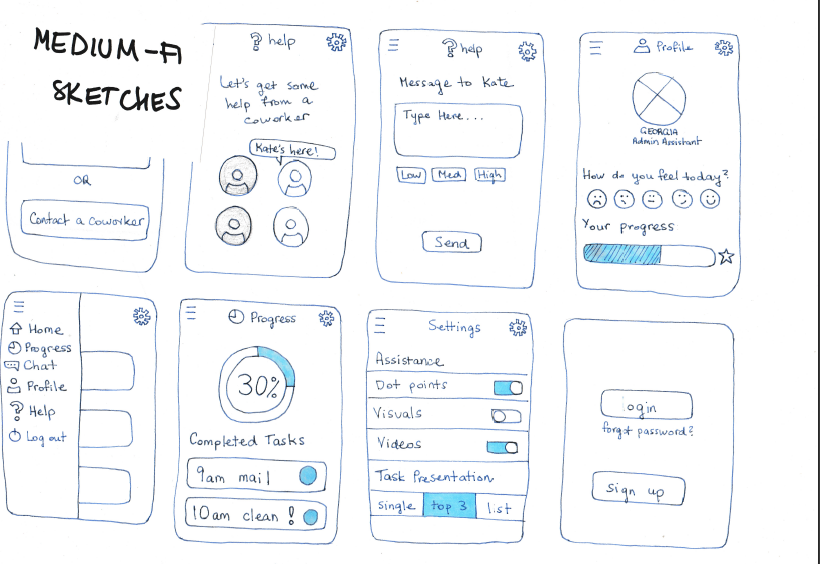 MEDIUM-FI
SKETCHES
OR
Contact a coworker
help
Let's get some
help from a
coworker
Kate's here!
help
Message to Kate
Type Here...
Low Med High
Send
Profile
GEORGIA
Admin Assistant
How do you feel today?
Your progress
Home
Progress
Chat
Profile
Help
Log out
Progress
30%
Completed Tasks
9am mail
10am clean !
Settings
Assistance
Dot points
Visuals
Videos
Task Presentation
Single top 3 list
login
forgot password?
sign up